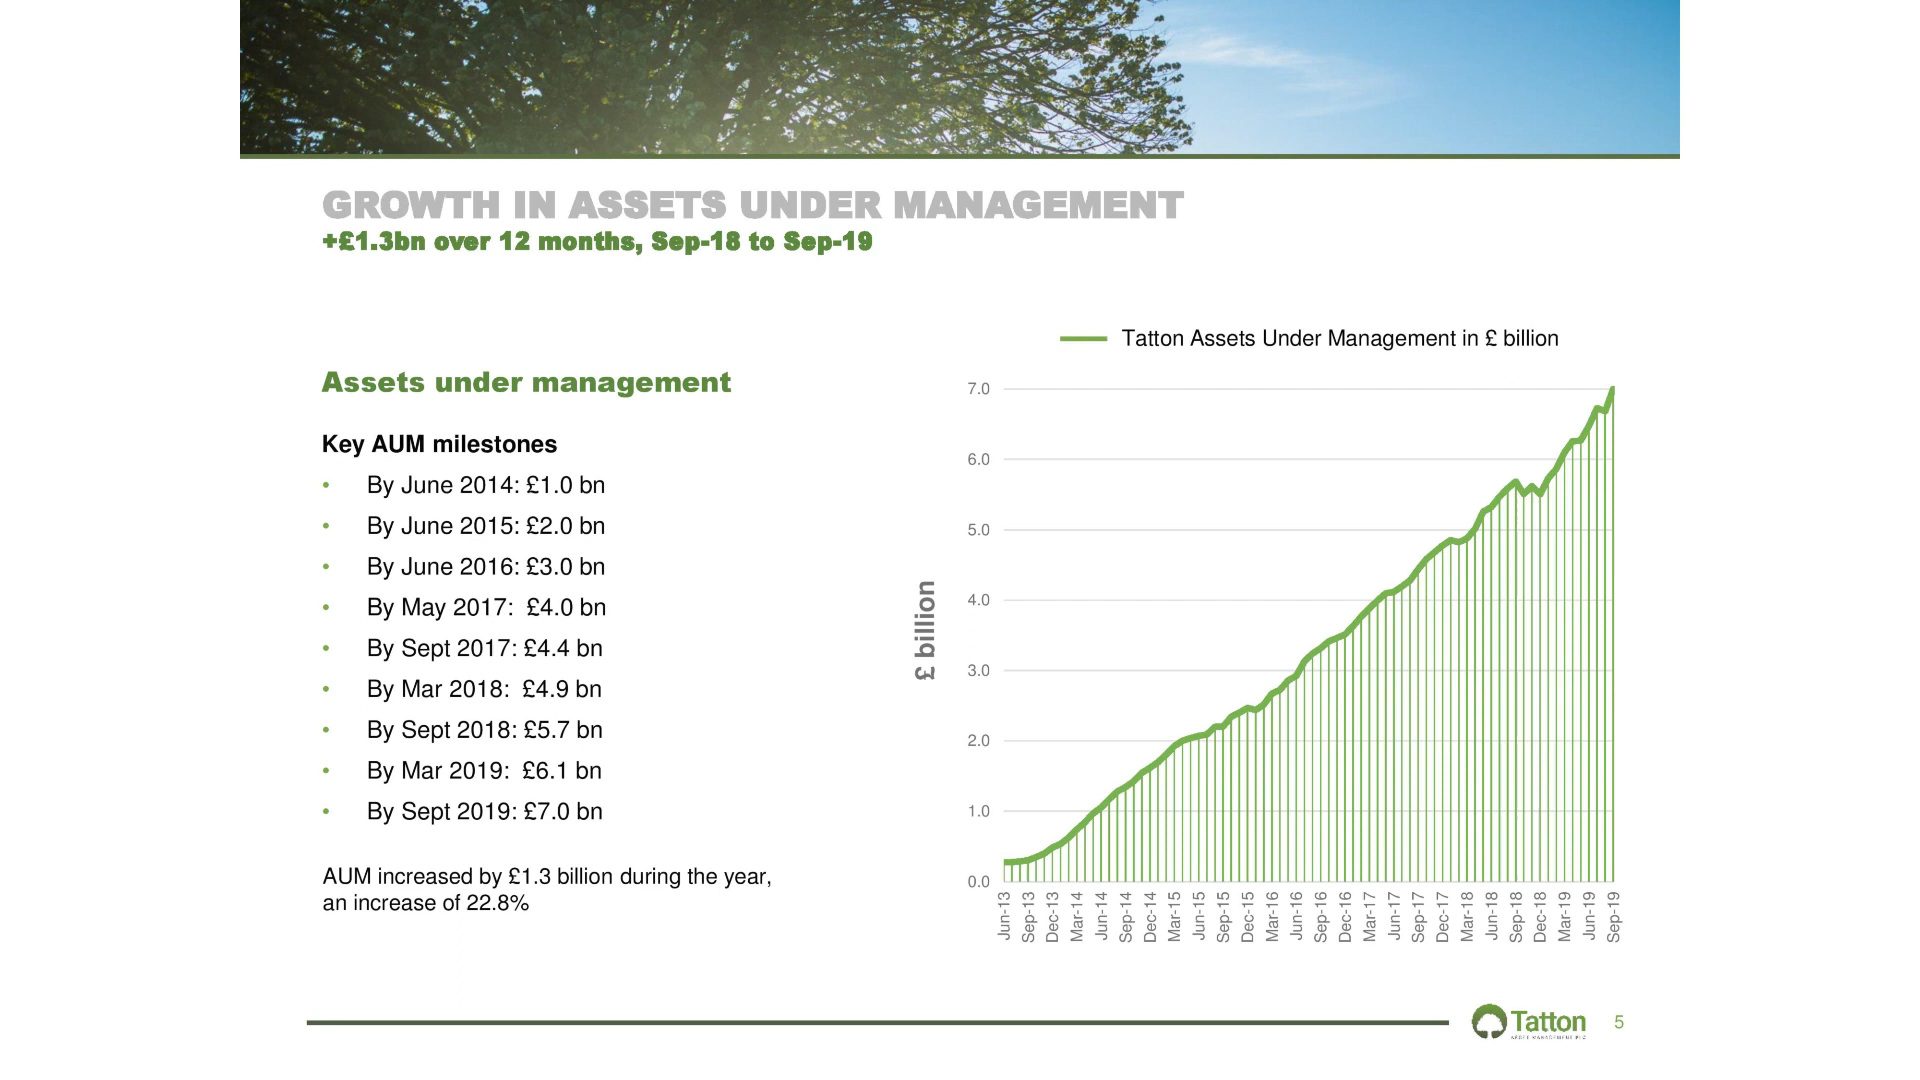 GROWTH IN ASSETS UNDER MANAGEMENT
+£1.3bn over 12 months, Sep-18 to Sep-19
Assets under management
Key AUM milestones
• By June 2014: £1.0 bn
• By June 2015: £2.0 bn
• By June 2016: £3.0 bn
• By May 2017: £4.0 bn
• By Sept 2017: £4.4 bn
• By Mar 2018: £4.9 bn
• By Sept 2018: £5.7 bn
• By Mar 2019: £6.1 bn
• By Sept 2019: £7.0 bn
AUM increased by £1.3 billion during the year,
an increase of 22.8%
Tatton Assets Under Management in £ billion
£ billion
7.0
6.0
5.0
4.0
3.0
2.0
1.0
0.0
Jun-13
Sep-13
Dec-13
Mar-14
Jun-14
Sep-14
Dec-14
Mar-15
Jun-15
Sep-15
Dec-15
Mar-16
Jun-16
Sep-16
Dec-16
Mar-17
Jun-17
Sep-17
Dec-17
Mar-18
Jun-18
Sep-18
Dec-18
Mar-19
Jun-19
Sep-19
Tatton
ASSET MANAGEMENT PLC
5